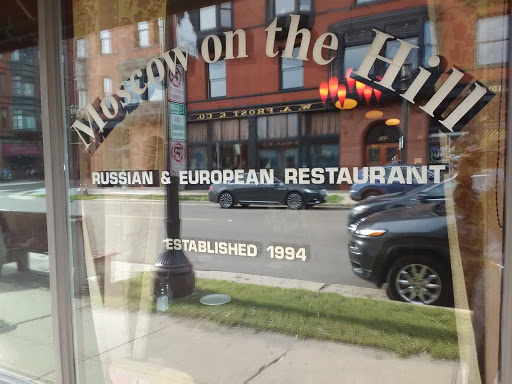 Moscow on the Hill
W. A. FROST & CO.
RUSSIAN & EUROPEAN RESTAURANT
ESTABLISHED 1994